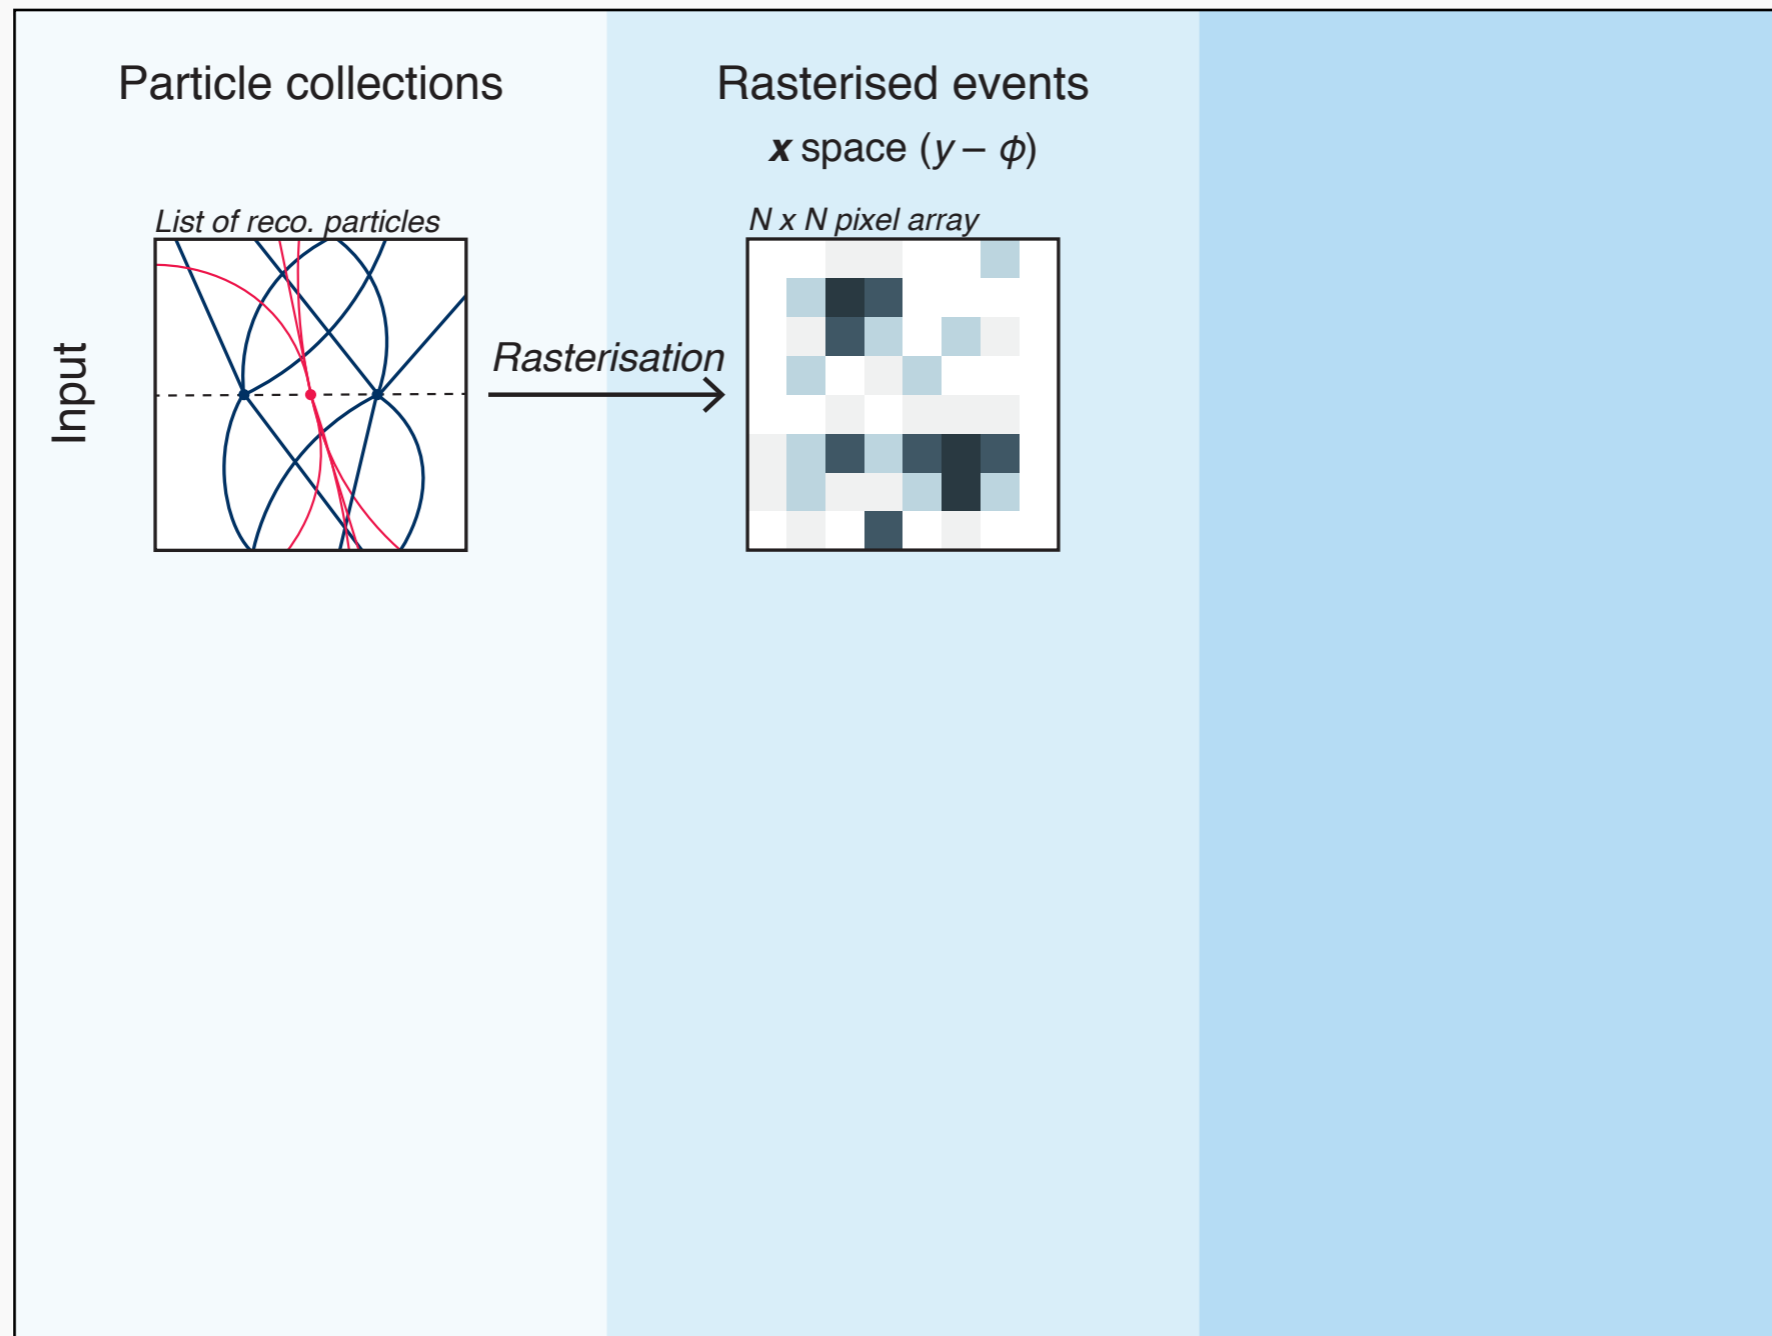 Particle collections
Rasterised events
x space (y – ϕ)
List of reco. particles
N x N pixel array
Input
Rasterisation